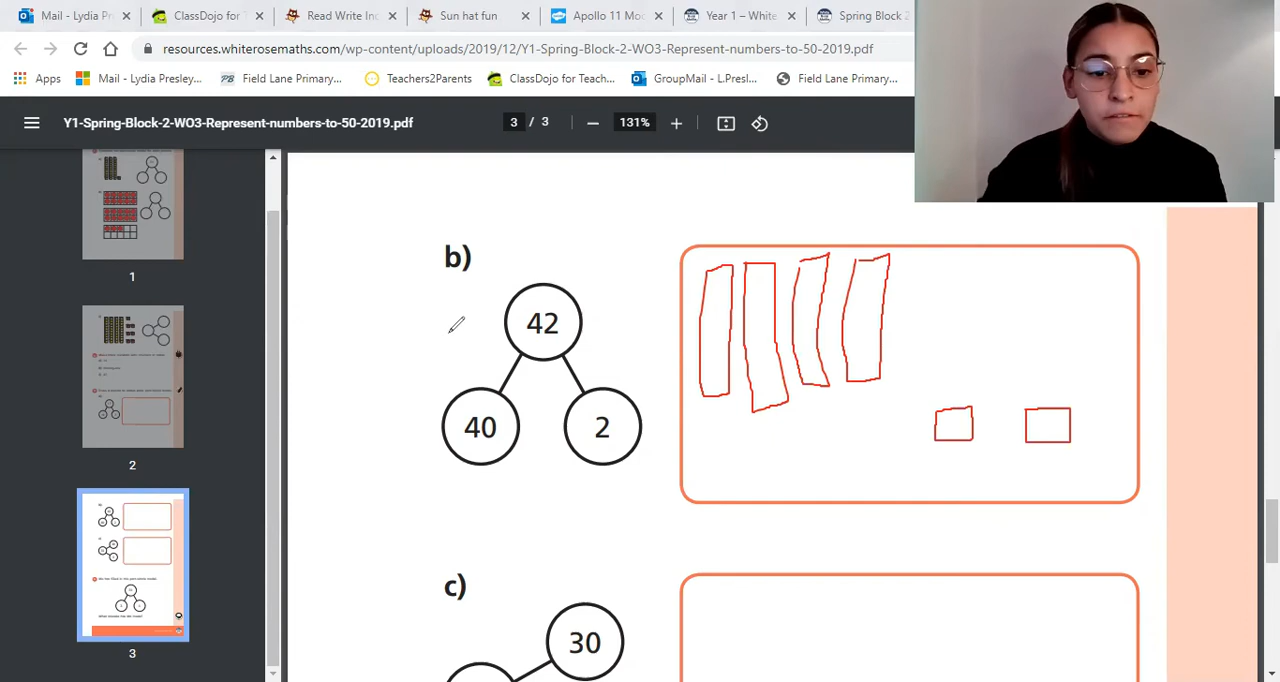 Mail - Lydia Pr
ClassDojo for T
Read Write Inc
Sun hat fun
Apollo 11 Moo
Year 1 – White
Spring Block 2
resources.whiterosemaths.com/wp-content/uploads/2019/12/Y1-Spring-Block-2-WO3-Represent-numbers-to-50-2019.pdf
Apps
Mail - Lydia Presley...
Field Lane Primary...
Teachers2Parents
ClassDojo for Teach...
GroupMail - l.Presl...
Field Lane Primary...
Y1-Spring-Block-2-WO3-Represent-numbers-to-50-2019.pdf
3 / 3
131%
1
2
3
b)
42
40
2
c)
30